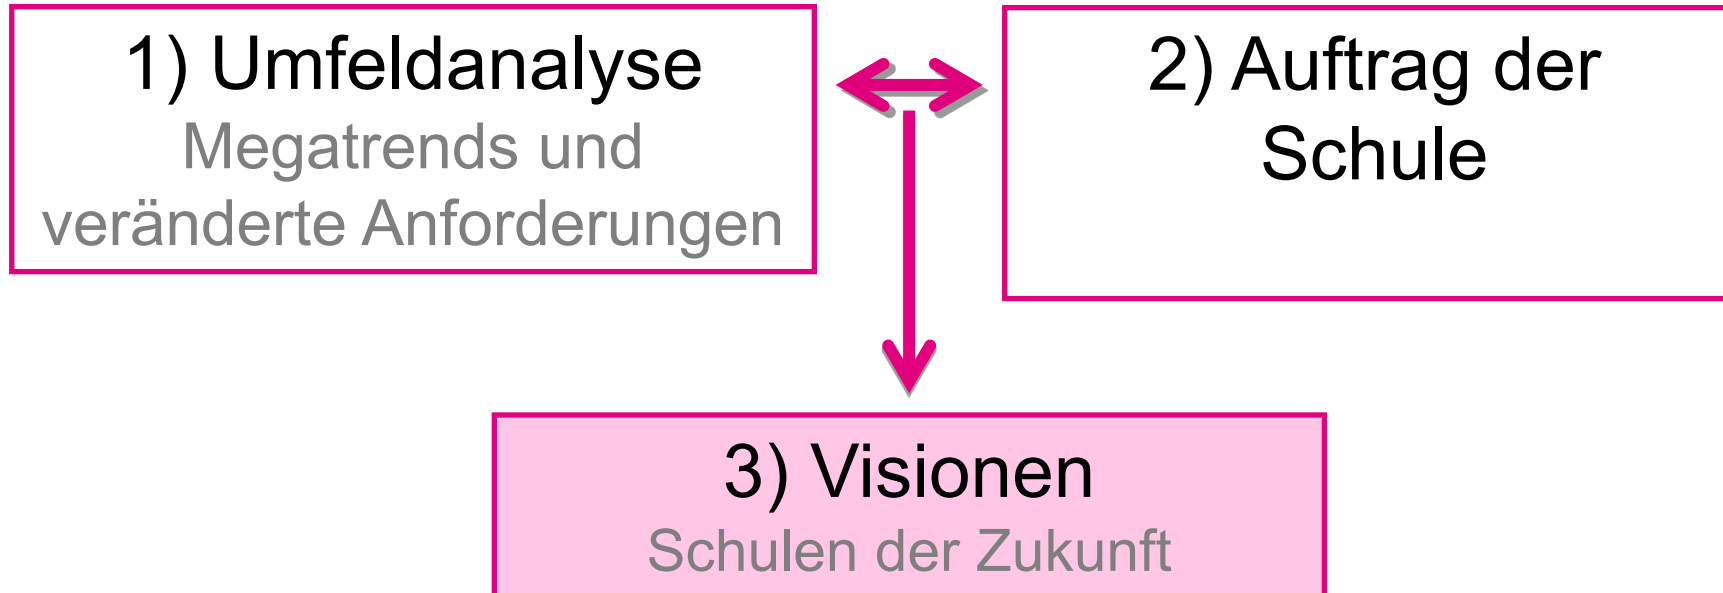 1) Umfeldanalyse
Megatrends und
veränderte Anforderungen
2) Auftrag der
Schule
3) Visionen
Schulen der Zukunft